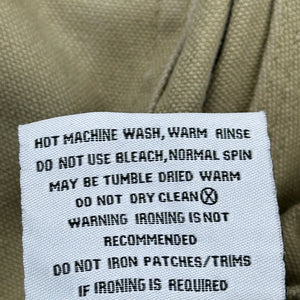 HOT MACHINE WASH, WARM RINSE
DO NOT USE BLEACH, NORMAL SPIN
MAY BE TUMBLE DRIED WARM
DO NOT DRY CLEAN ⓧ
WARNING IRONING IS NOT
RECOMMENDED
DO NOT IRON PATCHES/TRIMS
IF IRONING IS REQUIRED